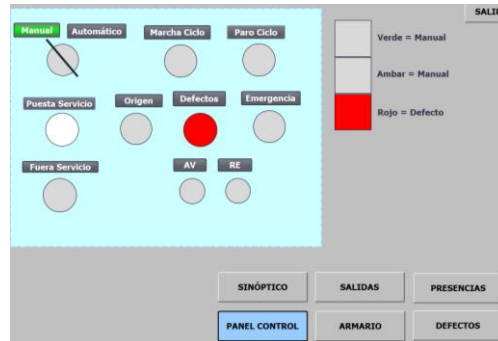 SALIR
Manual Automático Marcha Ciclo Paro Ciclo
Verde = Manual
Ambar = Manual
Puesta Servicio Origen Defectos Emergencia
Rojo = Defecto
Fuera Servicio AV RE
SINÓPTICO SALIDAS PRESENCIAS
PANEL CONTROL ARMARIO DEFECTOS